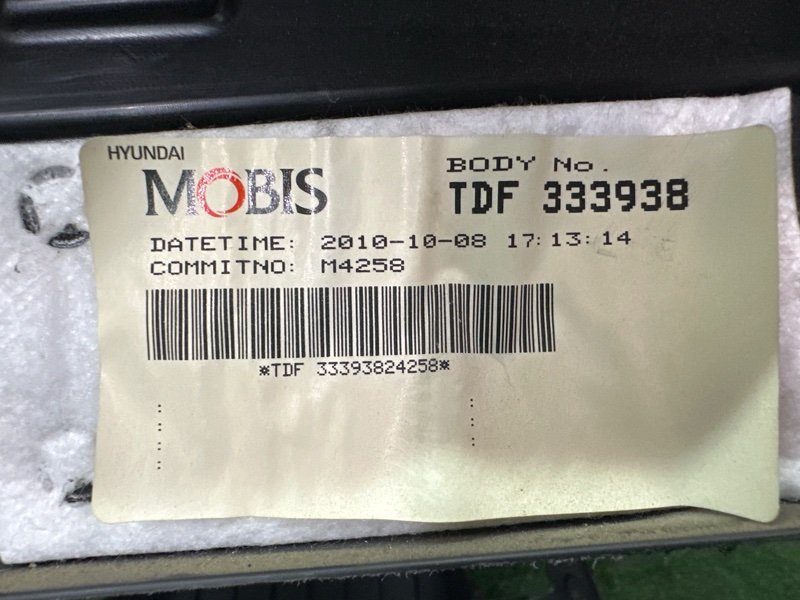 HYUNDAI
MOBIS
BODY No.
TDF 333938
DATETIME: 2010-10-08 17:13:14
COMMITNO: M4258
*TDF 33393824258*